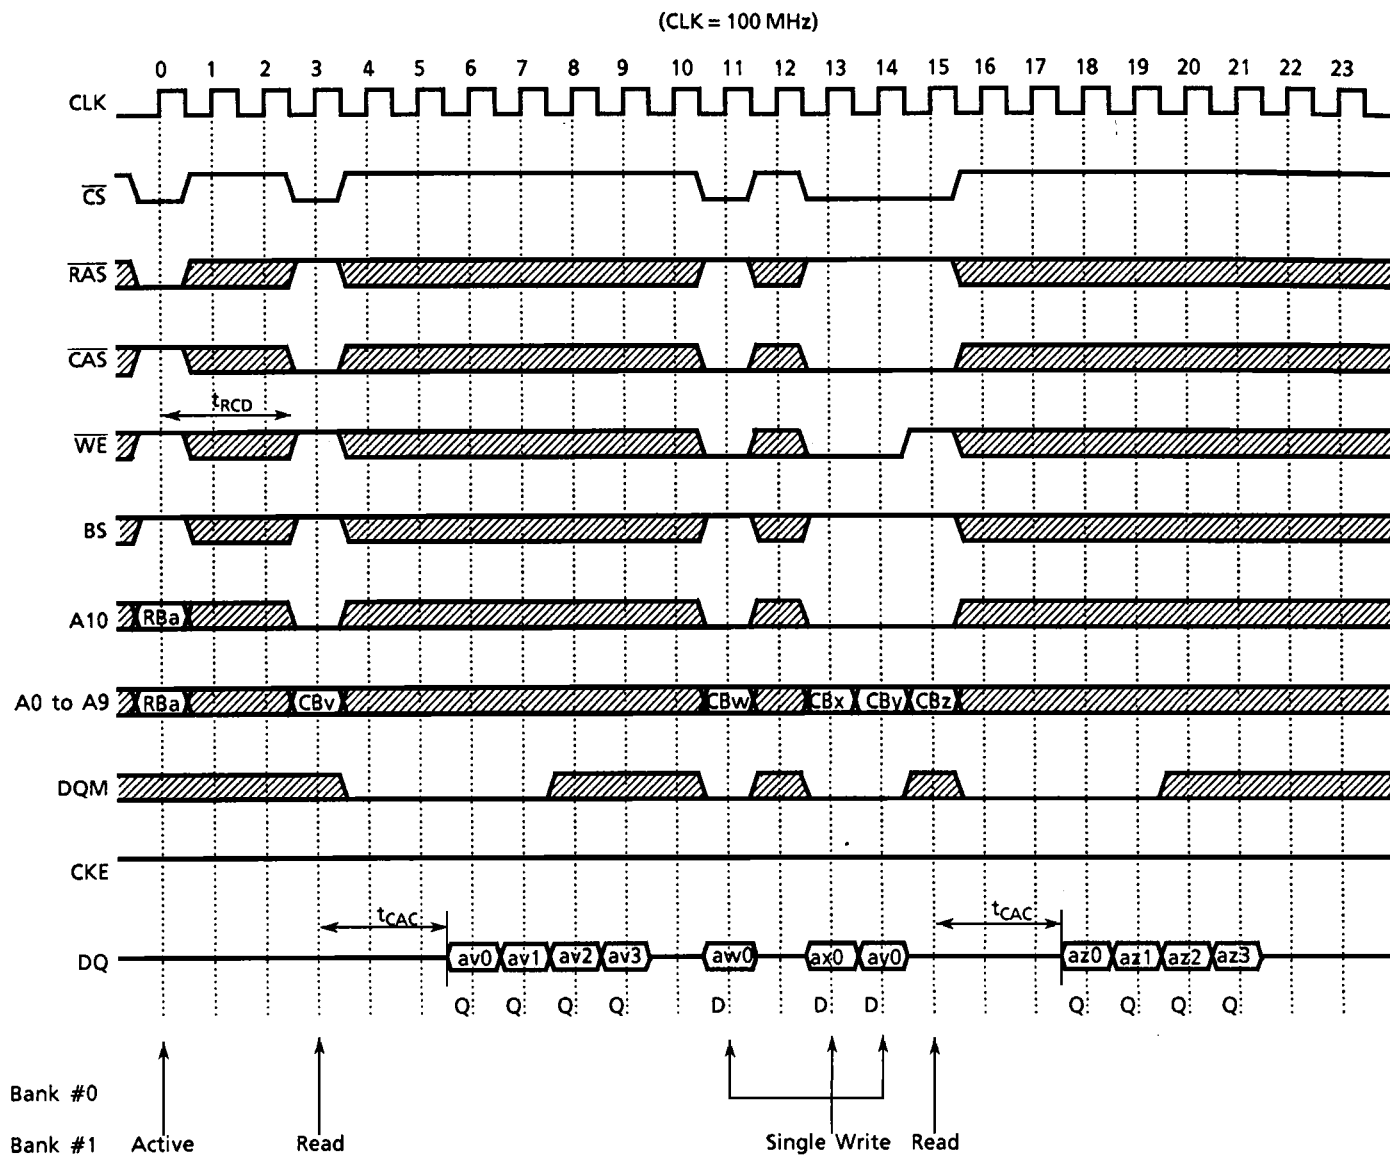 (CLK = 100 MHz)
0 1 2 3 4 5 6 7 8 9 10 11 12 13 14 15 16 17 18 19 20 21 22 23
CLK
CS
RAS
CAS
tRCD
WE
BS
A10 RBa
A0 to A9 RBa CBv CBw CBx CBy CBz
DQM
CKE
tCAC tCAC
DQ av0 av1 av2 av3 aw0 ax0 ay0 az0 az1 az2 az3
Q Q Q Q D D D Q Q Q Q
Bank #0
Bank #1 Active Read Single Write Read